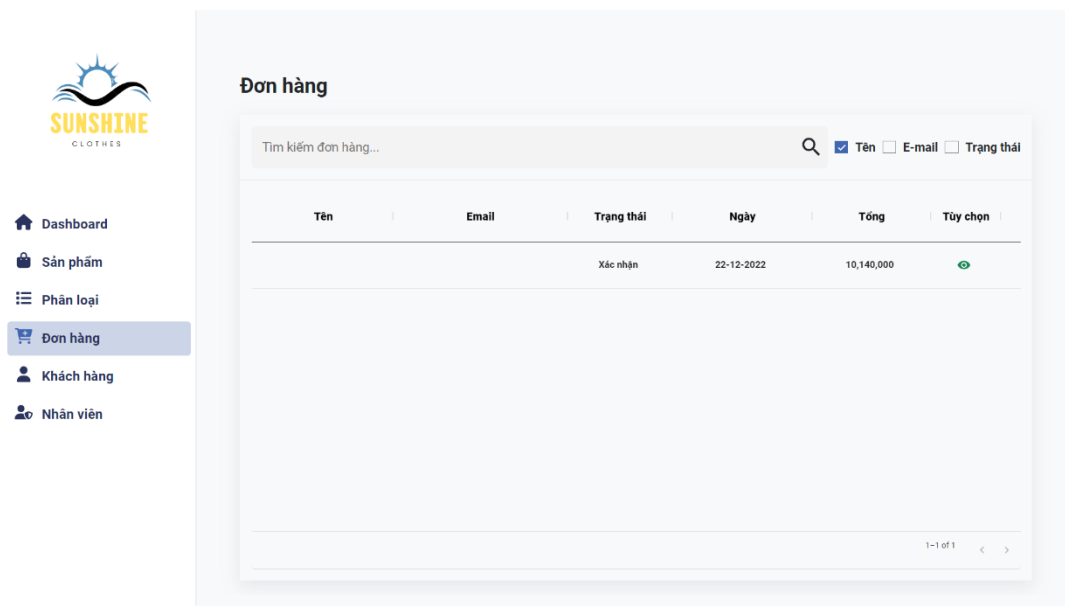 SUNSHINE
CLOTHES
Dashboard
Sản phẩm
Phân loại
Đơn hàng
Khách hàng
Nhân viên
Đơn hàng
Tìm kiếm đơn hàng...
Tên E-mail Trạng thái
Tên Email Trạng thái Ngày Tổng Tùy chọn
Xác nhận 22-12-2022 10,140,000
1–1 of 1